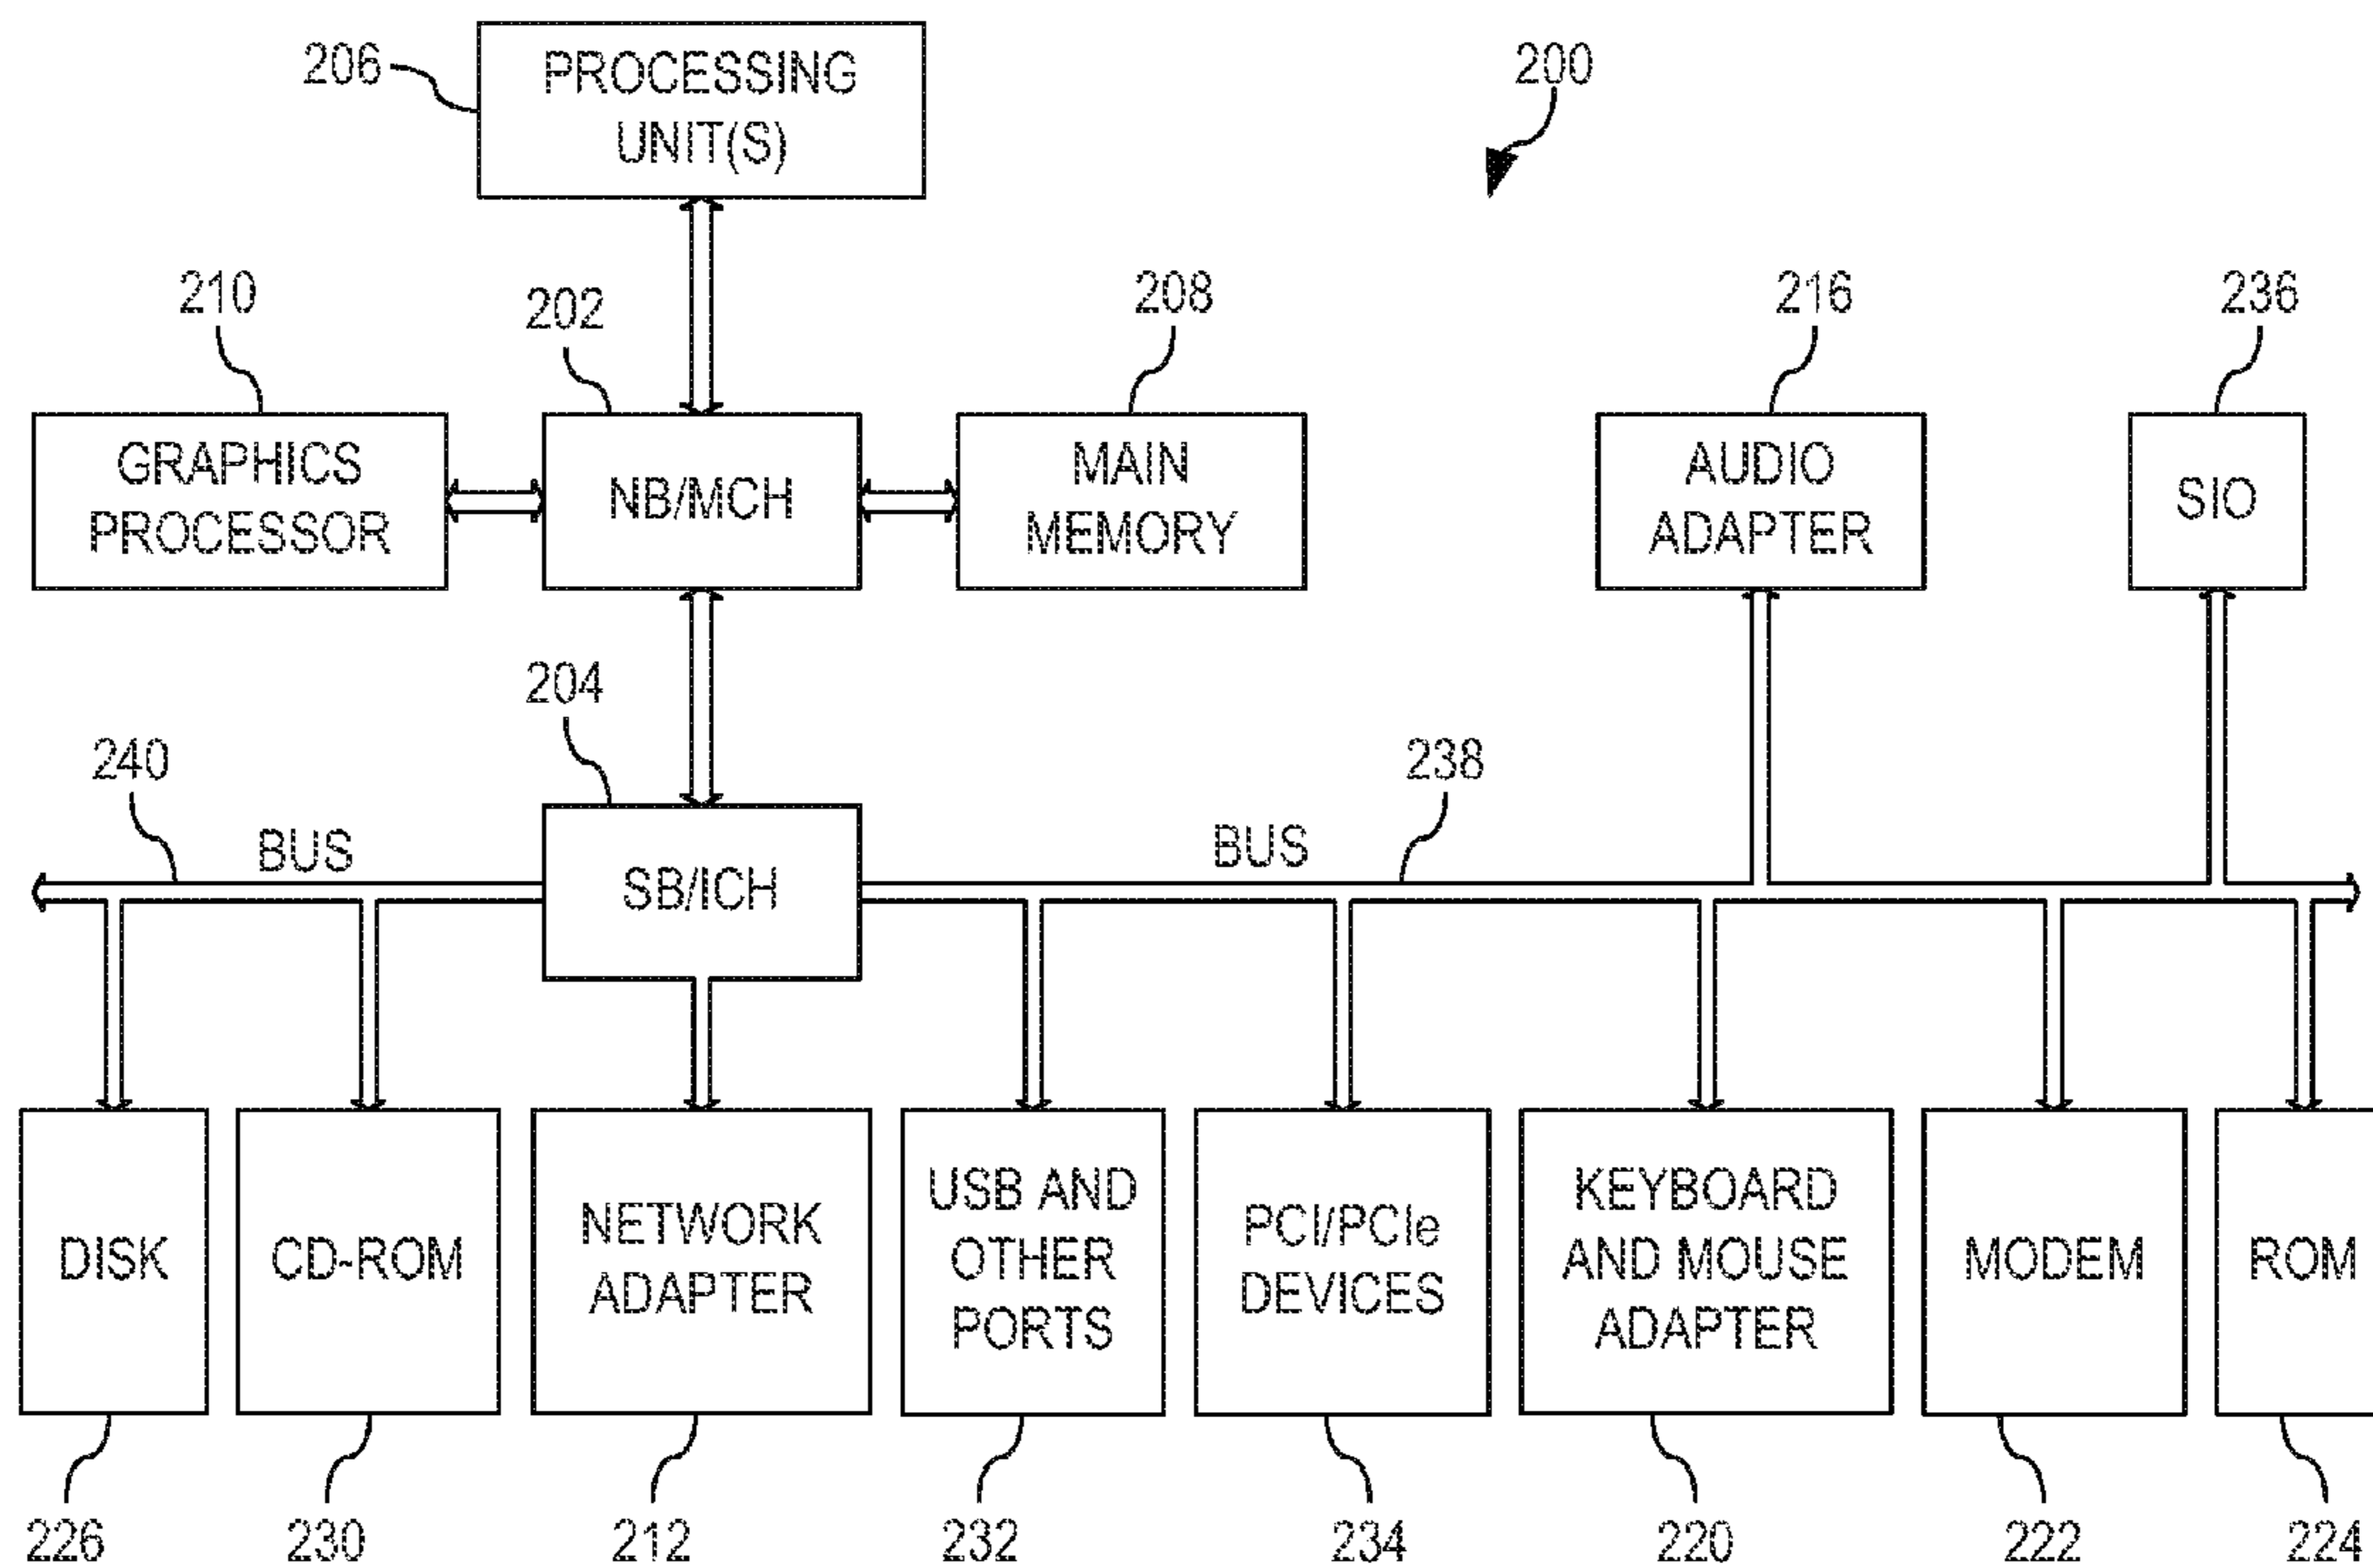 206
PROCESSING
UNIT(S)
200
210
202
208
216
236
GRAPHICS
PROCESSOR
NB/MCH
MAIN
MEMORY
AUDIO
ADAPTER
SIO
204
240
238
BUS
BUS
SB/ICH
DISK
CD-ROM
NETWORK
ADAPTER
USB AND
OTHER
PORTS
PCI/PCIe
DEVICES
KEYBOARD
AND MOUSE
ADAPTER
MODEM
ROM
226
230
212
232
234
220
222
224